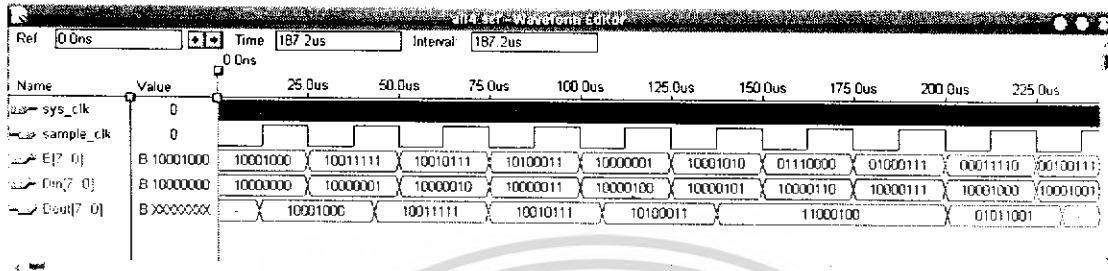 all4.scf - Waveform Editor
Ref: 0.0ns Time: 187.2us Interval: 187.2us
0.0ns
Name Value 25.0us 50.0us 75.0us 100.0us 125.0us 150.0us 175.0us 200.0us 225.0us
sys_clk 0
sample_clk 0
E[7..0] B 10001000 10001000 10011111 10010111 10100011 10000001 10001010 01110000 01000111 00011110 00100111
Din[7..0] B 10000000 10000000 10000001 10000010 10000011 10000100 10000101 10000110 10000111 10001000 10001001
Dout[7..0] B XXXXXXXX 10001000 10011111 10010111 10100011 11000100 01011001